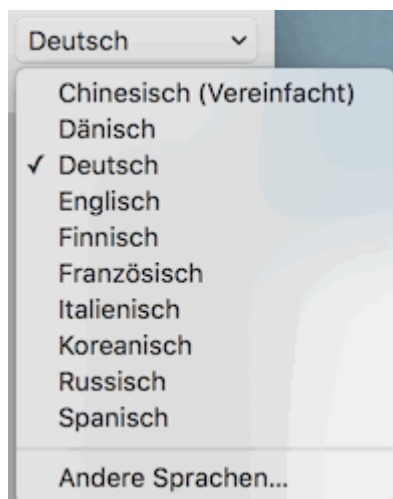 Deutsch
Chinesisch (Vereinfacht)
Dänisch
✓ Deutsch
Englisch
Finnisch
Französisch
Italienisch
Koreanisch
Russisch
Spanisch
Andere Sprachen...